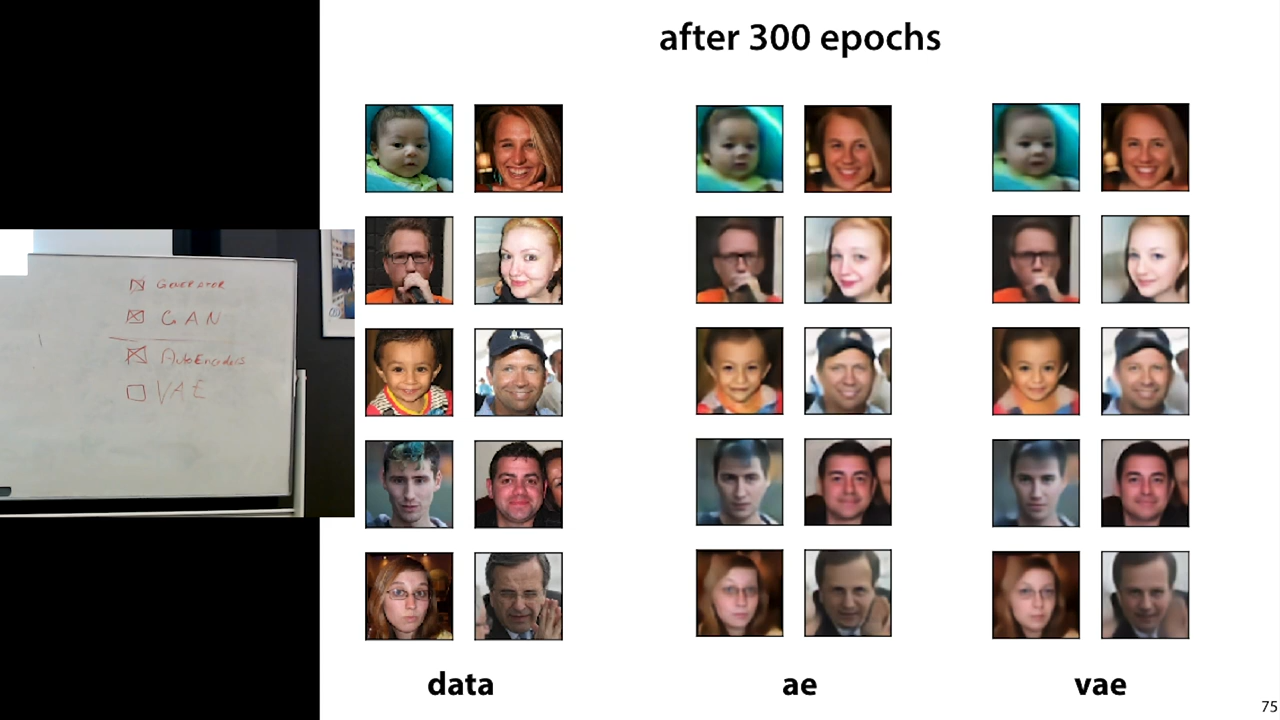 after 300 epochs
GENERATOR
GAN
AutoEncoders
VAE
data
ae
vae
75